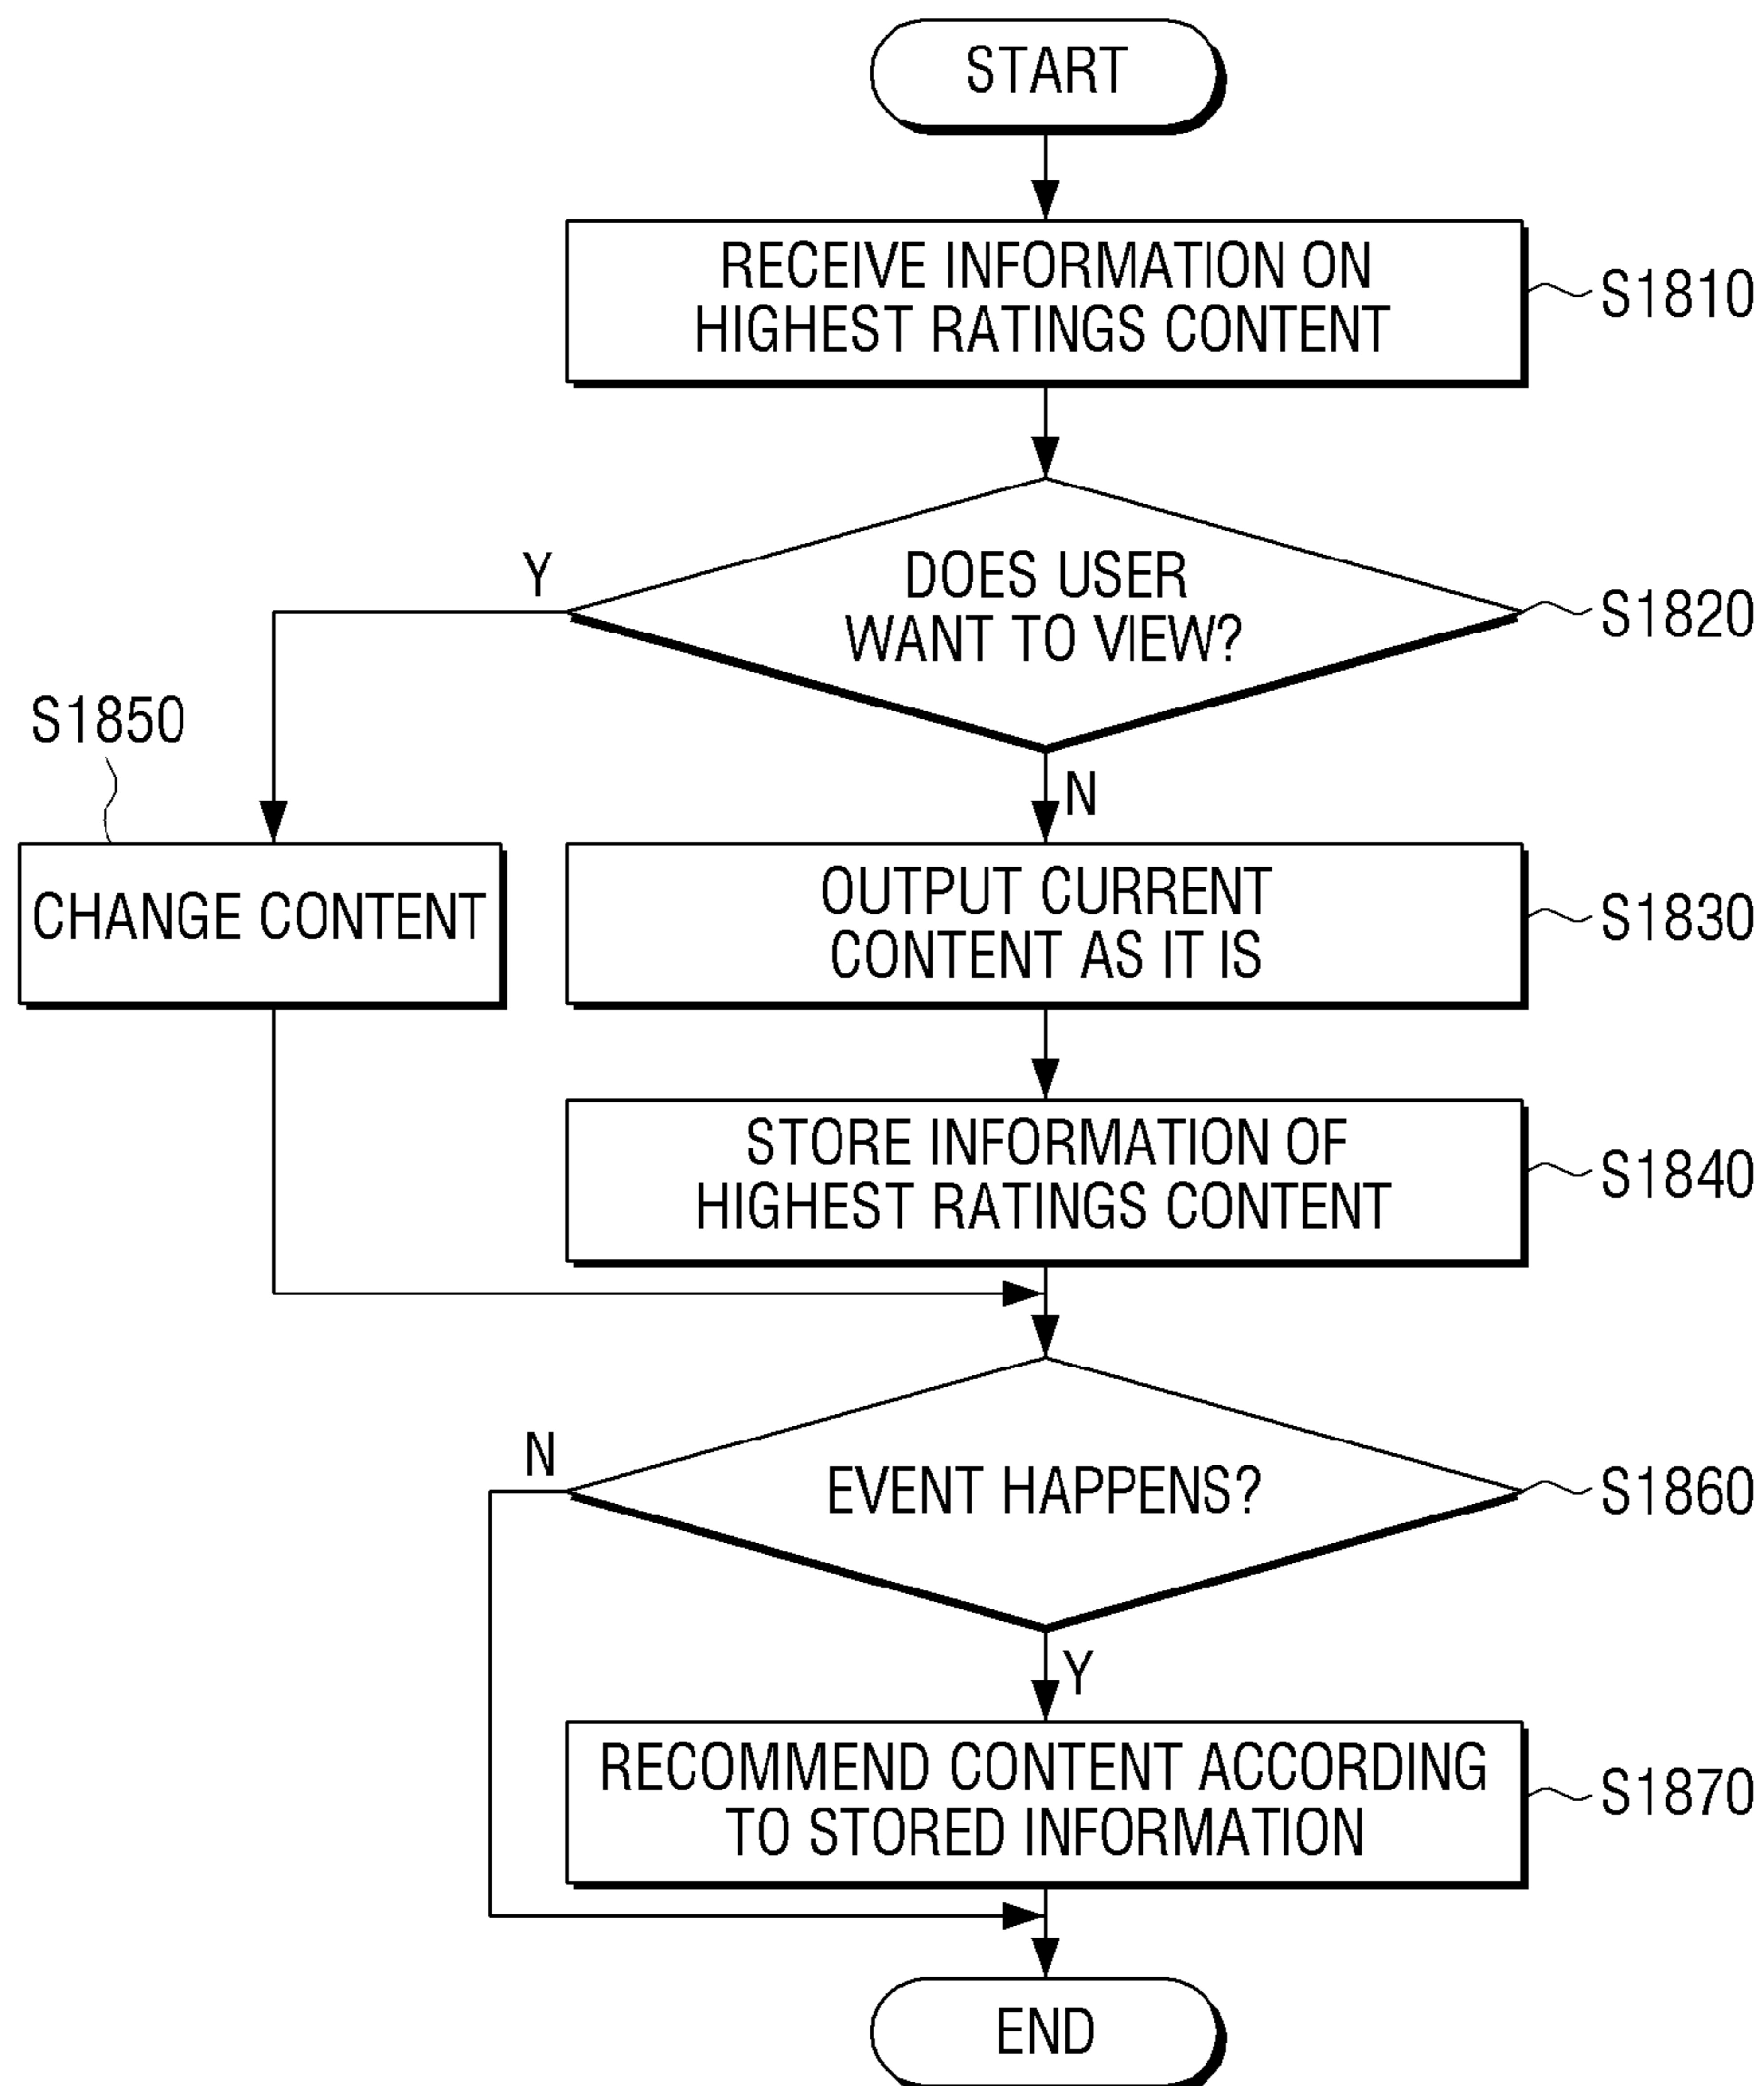 START
RECEIVE INFORMATION ON
HIGHEST RATINGS CONTENT
S1810
DOES USER
WANT TO VIEW?
S1820
Y
N
S1850
CHANGE CONTENT
OUTPUT CURRENT
CONTENT AS IT IS
S1830
STORE INFORMATION OF
HIGHEST RATINGS CONTENT
S1840
EVENT HAPPENS?
S1860
N
Y
RECOMMEND CONTENT ACCORDING
TO STORED INFORMATION
S1870
END